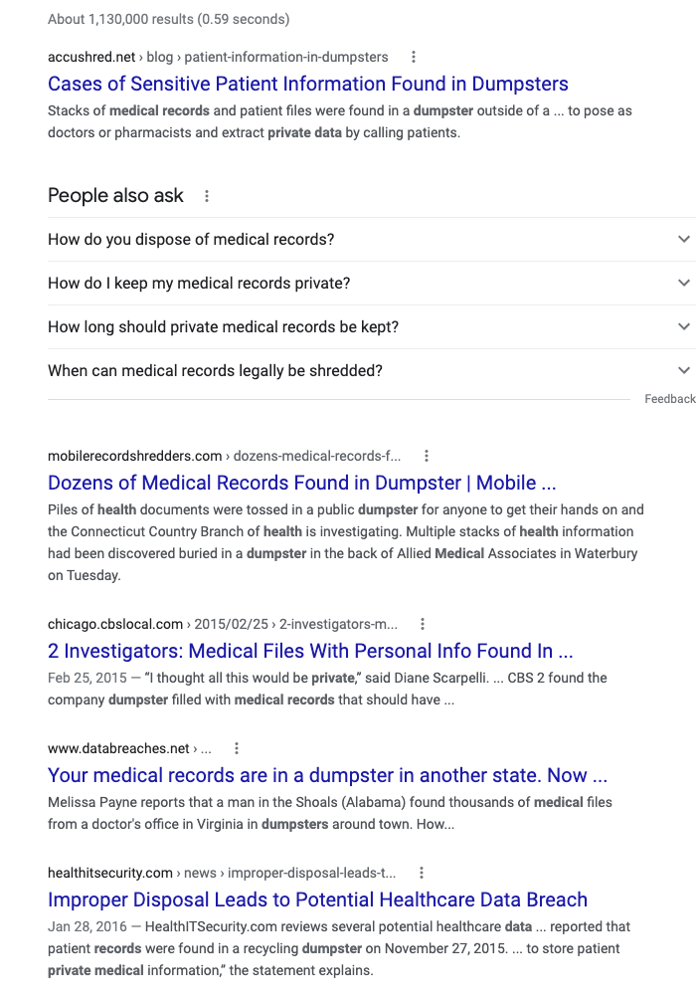 About 1,130,000 results (0.59 seconds)
accushred.net › blog › patient-information-in-dumpsters
Cases of Sensitive Patient Information Found in Dumpsters
Stacks of medical records and patient files were found in a dumpster outside of a ... to pose as
doctors or pharmacists and extract private data by calling patients.
People also ask
How do you dispose of medical records?
How do I keep my medical records private?
How long should private medical records be kept?
When can medical records legally be shredded?
Feedback
mobilerecordshredders.com › dozens-medical-records-f...
Dozens of Medical Records Found in Dumpster | Mobile ...
Piles of health documents were tossed in a public dumpster for anyone to get their hands on and
the Connecticut Country Branch of health is investigating. Multiple stacks of health information
had been discovered buried in a dumpster in the back of Allied Medical Associates in Waterbury
on Tuesday.
chicago.cbslocal.com › 2015/02/25 › 2-investigators-m...
2 Investigators: Medical Files With Personal Info Found In ...
Feb 25, 2015 — “I thought all this would be private,” said Diane Scarpelli. ... CBS 2 found the
company dumpster filled with medical records that should have ...
www.databreaches.net › ...
Your medical records are in a dumpster in another state. Now ...
Melissa Payne reports that a man in the Shoals (Alabama) found thousands of medical files
from a doctor's office in Virginia in dumpsters around town. How...
healthitsecurity.com › news › improper-disposal-leads-t...
Improper Disposal Leads to Potential Healthcare Data Breach
Jan 28, 2016 — HealthITSecurity.com reviews several potential healthcare data ... reported that
patient records were found in a recycling dumpster on November 27, 2015. ... to store patient
private medical information,” the statement explains.